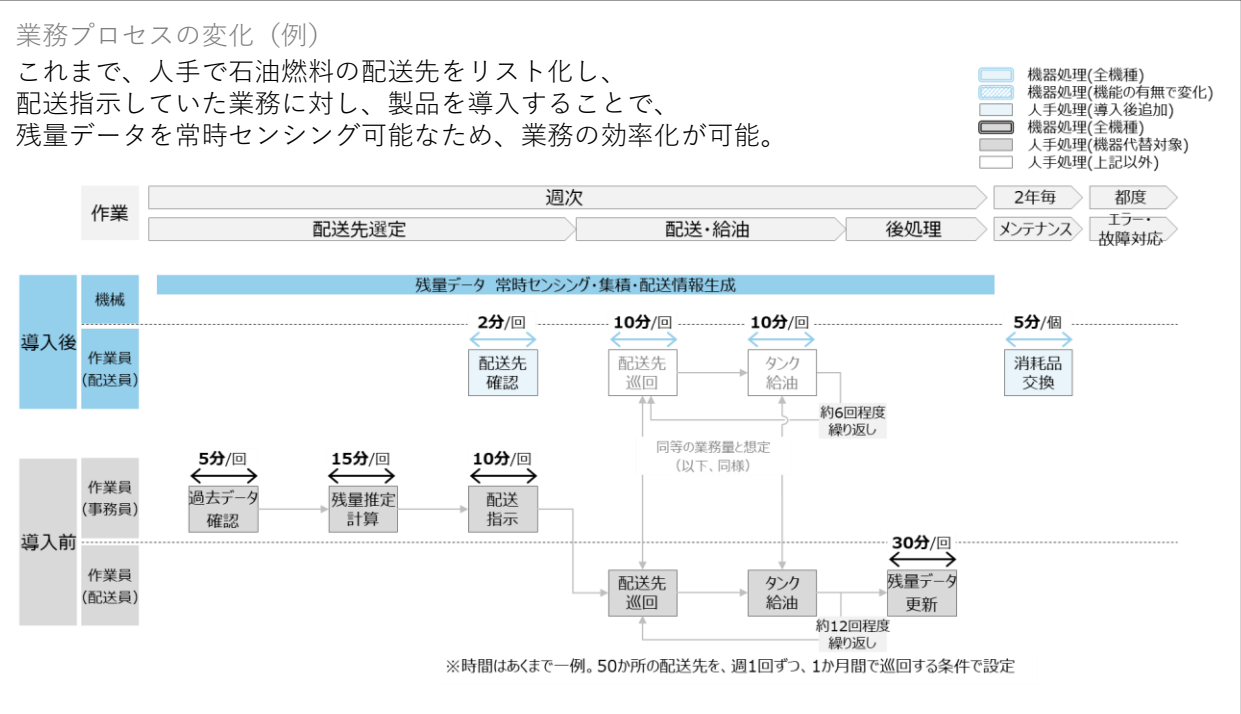 業務プロセスの変化（例）
これまで、人手で石油燃料の配送先をリスト化し、
配送指示していた業務に対し、製品を導入することで、
残量データを常時センシング可能なため、業務の効率化が可能。
機器処理(全機種)
機器処理(機能の有無で変化)
人手処理(導入後追加)
機器処理(全機種)
人手処理(機器代替対象)
人手処理(上記以外)
作業
週次
2年毎
都度
配送先選定
配送・給油
後処理
メンテナンス
エラー・
故障対応
導入後
機械
残量データ 常時センシング・集積・配送情報生成
作業員
(配送員)
2分/回
配送先
確認
10分/回
配送先
巡回
10分/回
タンク
給油
約6回程度
繰り返し
5分/個
消耗品
交換
同等の業務量と想定
（以下、同様）
導入前
作業員
(事務員)
5分/回
過去データ
確認
15分/回
残量推定
計算
10分/回
配送
指示
作業員
(配送員)
配送先
巡回
タンク
給油
約12回程度
繰り返し
30分/回
残量データ
更新
※時間はあくまで一例。50か所の配送先を、週1回ずつ、1か月間で巡回する条件で設定